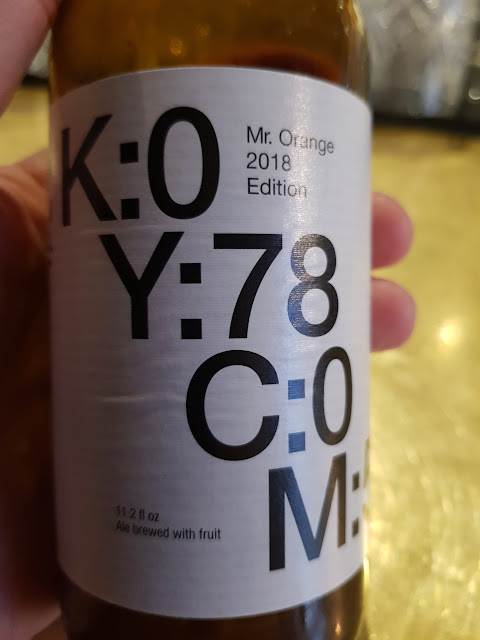 K:0
Mr. Orange
2018
Edition
Y:78
C:0
M:
11.2 fl oz
Ale brewed with fruit